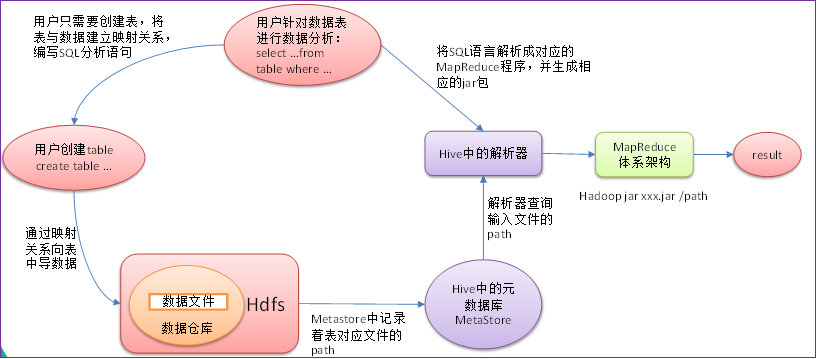 用户只需要创建表，将
表与数据建立映射关系，
编写SQL分析语句
用户针对数据表
进行数据分析：
select ...from
table where ...
将SQL语言解析成对应的
MapReduce程序，并生成相
应的jar包
用户创建table
create table ...
Hive中的解析器
MapReduce
体系架构
result
Hadoop jar xxx.jar /path
解析器查询
输入文件的
path
通过映射
关系向表
中导数据
数据文件
数据仓库
Hdfs
Metastore中记录
着表对应文件的
path
Hive中的元
数据库
MetaStore